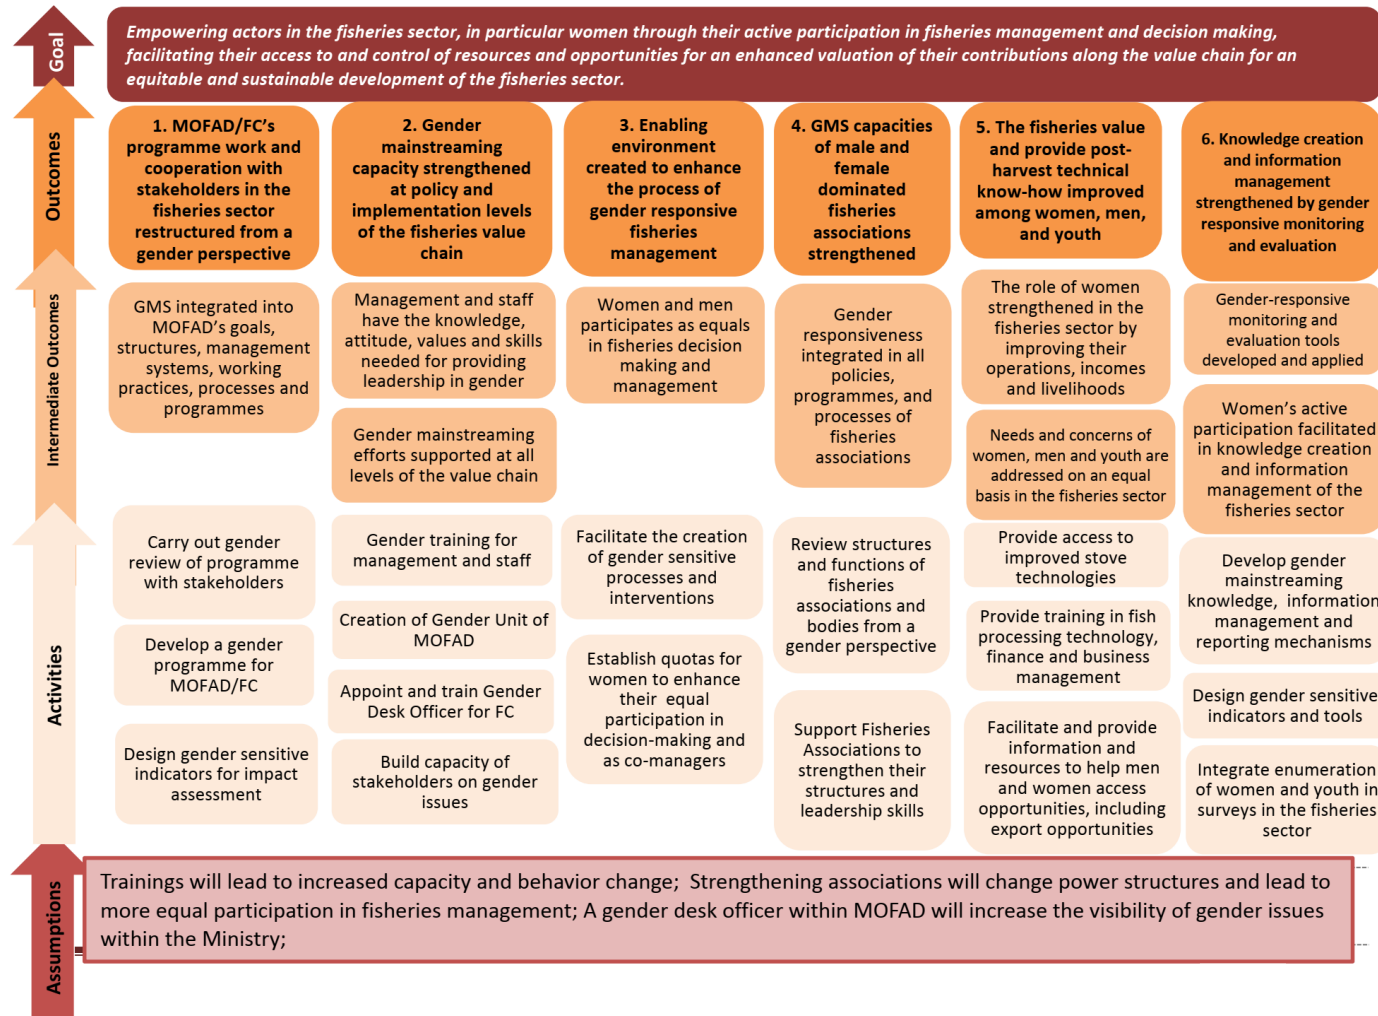 Goal
Empowering actors in the fisheries sector, in particular women through their active participation in fisheries management and decision making,
facilitating their access to and control of resources and opportunities for an enhanced valuation of their contributions along the value chain for an
equitable and sustainable development of the fisheries sector.
Outcomes
1. MOFAD/FC's
programme work and
cooperation with
stakeholders in the
fisheries sector
restructured from a
gender perspective
2. Gender
mainstreaming
capacity strengthened
at policy and
implementation levels
of the fisheries value
chain
3. Enabling
environment
created to enhance
the process of
gender responsive
fisheries
management
4. GMS capacities
of male and
female
dominated
fisheries
associations
strengthened
5. The fisheries value
and provide post-
harvest technical
know-how improved
among women, men,
and youth
6. Knowledge creation
and information
management
strengthened by gender
responsive monitoring
and evaluation
Intermediate Outcomes
GMS integrated into
MOFAD's goals,
structures, management
systems, working
practices, processes and
programmes
Management and staff
have the knowledge,
attitude, values and skills
needed for providing
leadership in gender
Gender mainstreaming
efforts supported at all
levels of the value chain
Women and men
participates as equals
in fisheries decision
making and
management
Gender
responsiveness
integrated in all
policies,
programmes, and
processes of
fisheries
associations
The role of women
strengthened in the
fisheries sector by
improving their
operations, incomes
and livelihoods
Needs and concerns of
women, men and youth are
addressed on an equal
basis in the fisheries sector
Gender-responsive
monitoring and
evaluation tools
developed and applied
Women's active
participation facilitated
in knowledge creation
and information
management of the
fisheries sector
Activities
Carry out gender
review of programme
with stakeholders
Develop a gender
programme for
MOFAD/FC
Design gender sensitive
indicators for impact
assessment
Gender training for
management and staff
Creation of Gender Unit of
MOFAD
Appoint and train Gender
Desk Officer for FC
Build capacity of
stakeholders on gender
issues
Facilitate the creation
of gender sensitive
processes and
interventions
Establish quotas for
women to enhance
their equal
participation in
decision-making and
as co-managers
Review structures
and functions of
fisheries
associations and
bodies from a
gender perspective
Support Fisheries
Associations to
strengthen their
structures and
leadership skills
Provide access to
improved stove
technologies
Provide training in fish
processing technology,
finance and business
management
Facilitate and provide
information and
resources to help men
and women access
opportunities, including
export opportunities
Develop gender
mainstreaming
knowledge, information
management and
reporting mechanisms
Design gender sensitive
indicators and tools
Integrate enumeration
of women and youth in
surveys in the fisheries
sector
Assumptions
Trainings will lead to increased capacity and behavior change; Strengthening associations will change power structures and lead to
more equal participation in fisheries management; A gender desk officer within MOFAD will increase the visibility of gender issues
within the Ministry;